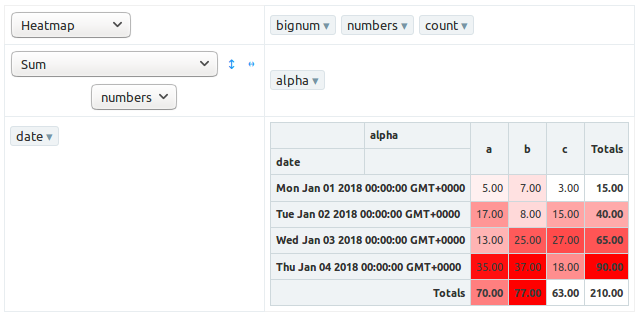 Heatmap
bignum ▾ numbers ▾ count ▾
Sum ↕ ↔
numbers
alpha ▾
date ▾
alpha a b c Totals
date
Mon Jan 01 2018 00:00:00 GMT+0000 5.00 7.00 3.00 15.00
Tue Jan 02 2018 00:00:00 GMT+0000 17.00 8.00 15.00 40.00
Wed Jan 03 2018 00:00:00 GMT+0000 13.00 25.00 27.00 65.00
Thu Jan 04 2018 00:00:00 GMT+0000 35.00 37.00 18.00 90.00
Totals 70.00 77.00 63.00 210.00